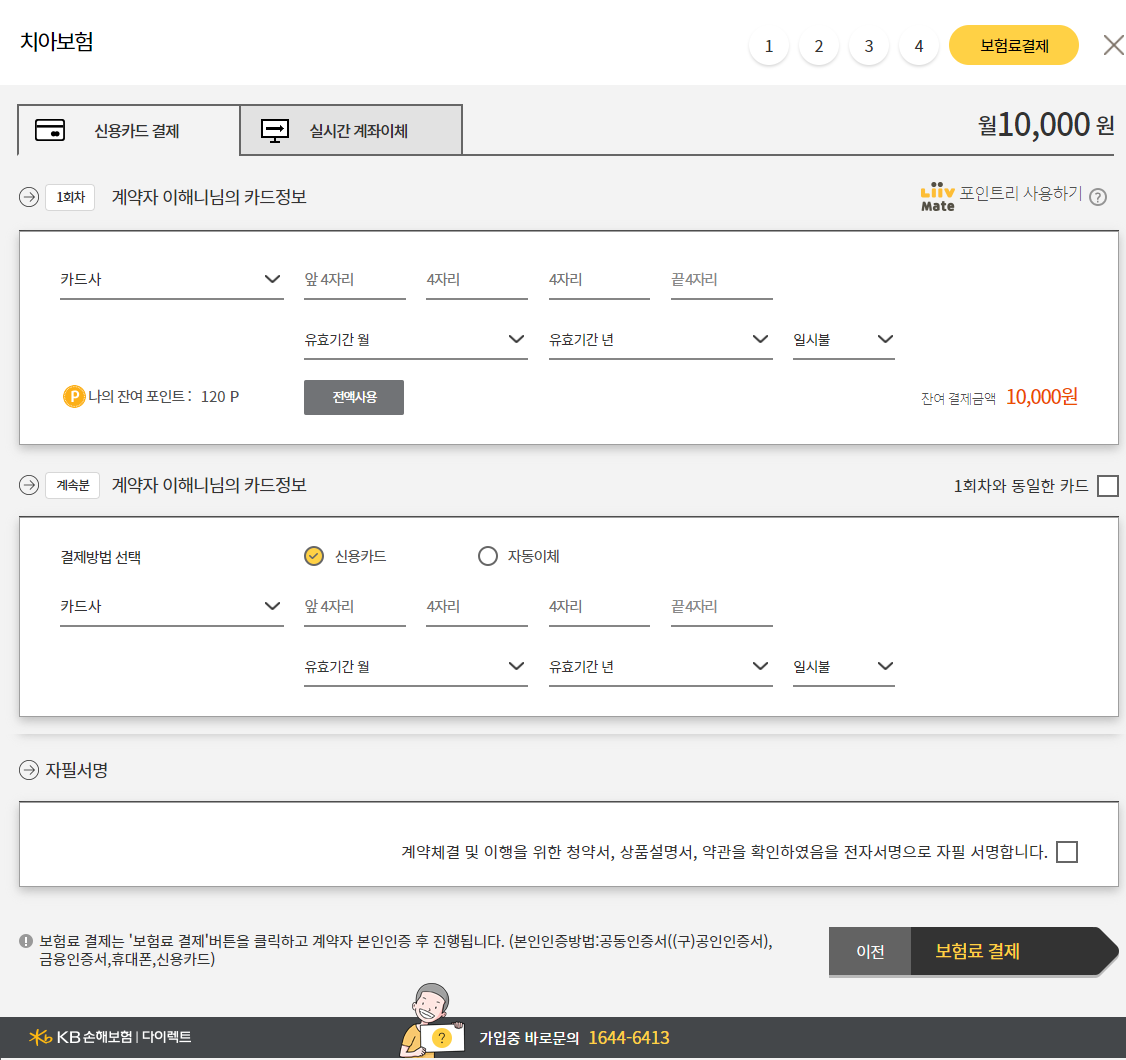 치아보험
1 2 3 4 보험료결제
신용카드 결제 실시간 계좌이체 월10,000 원
1회차 계약자 이해니님의 카드정보 Liiv Mate 포인트리 사용하기 ?
카드사 앞 4자리 4자리 4자리 끝4자리
유효기간 월 유효기간 년 일시불
P 나의 잔여 포인트 : 120 P 전액사용 잔여 결제금액 10,000원
계속분 계약자 이해니님의 카드정보 1회차와 동일한 카드
결제방법 선택 신용카드 자동이체
카드사 앞 4자리 4자리 4자리 끝4자리
유효기간 월 유효기간 년 일시불
자필서명
계약체결 및 이행을 위한 청약서, 상품설명서, 약관을 확인하였음을 전자서명으로 자필 서명합니다.
보험료 결제는 '보험료 결제'버튼을 클릭하고 계약자 본인인증 후 진행됩니다. (본인인증방법:공동인증서((구)공인인증서),
금융인증서,휴대폰,신용카드)
이전 보험료 결제
KB손해보험 | 다이렉트 ? 가입중 바로문의 1644-6413